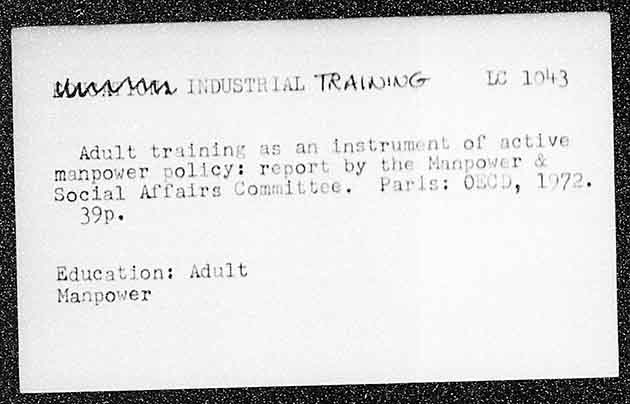 INDUSTRIAL TRAINING LC 1043
Adult training as an instrument of active
manpower policy: report by the Manpower &
Social Affairs Committee. Paris: OECD, 1972.
39p.
Education: Adult
Manpower